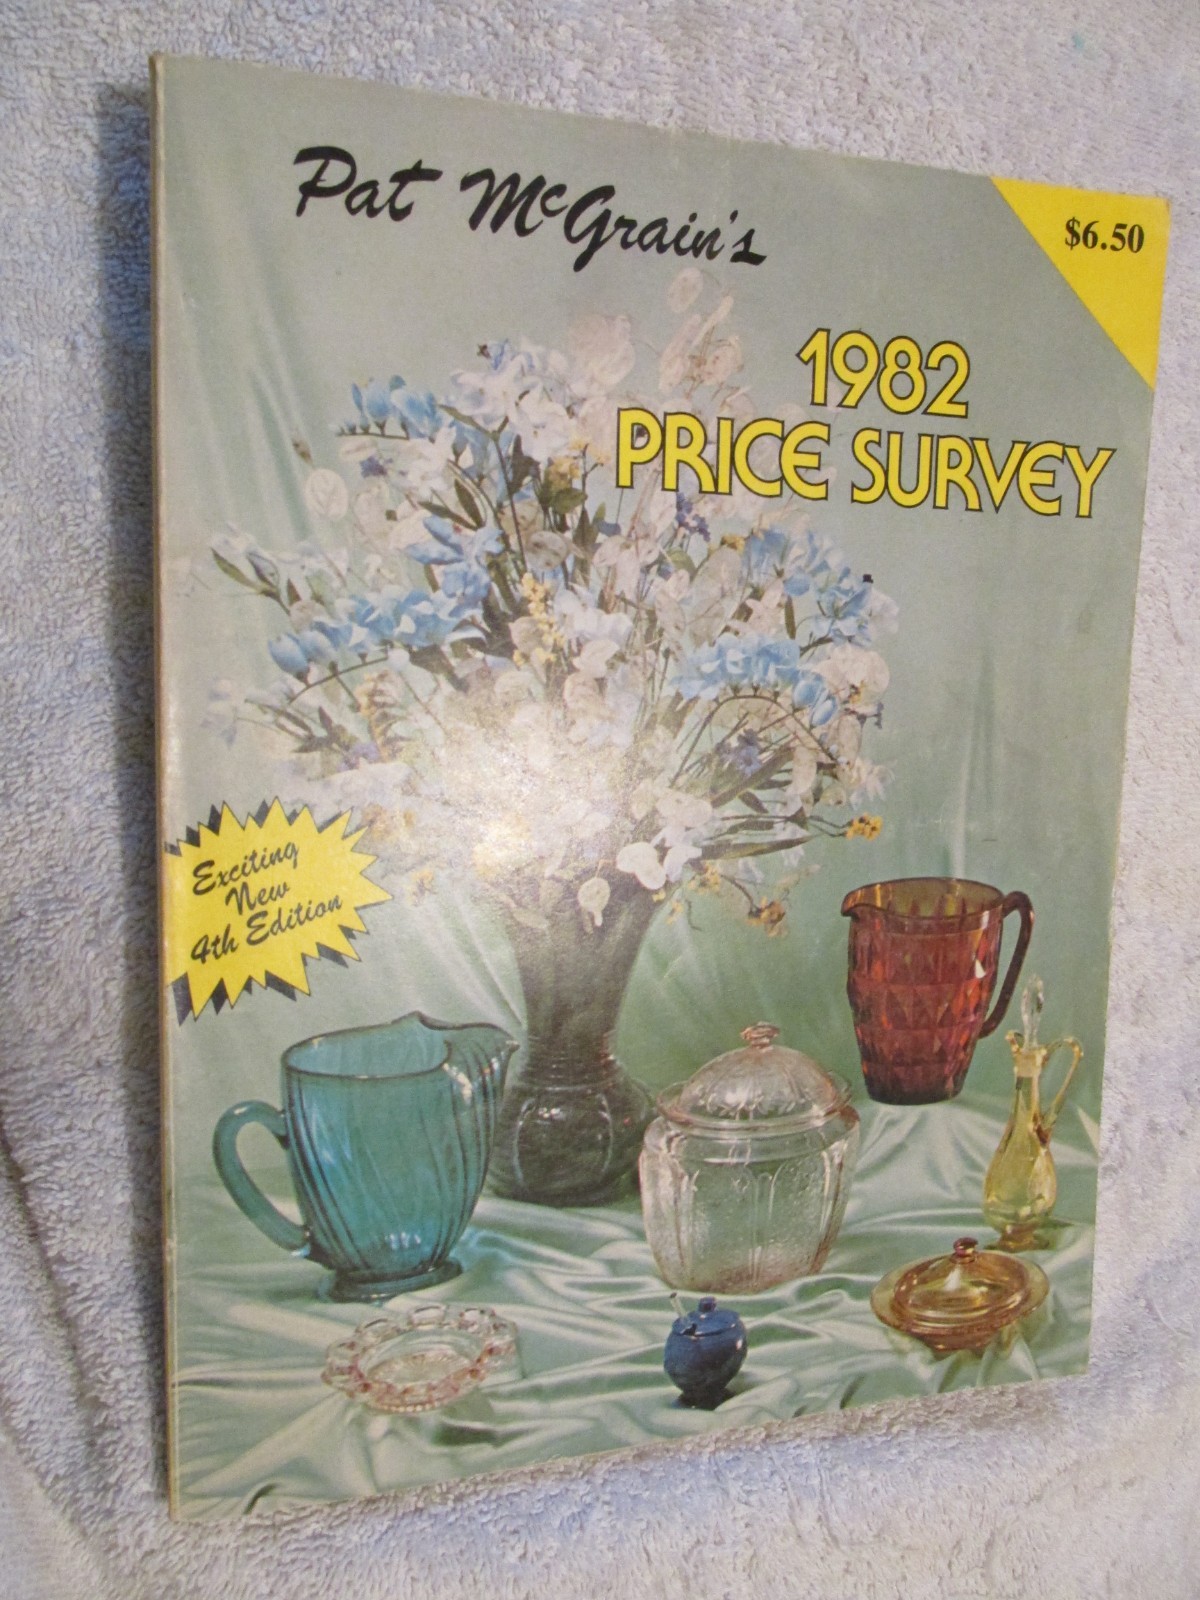 Pat McGrain's
$6.50
1982
PRICE SURVEY
Exciting
New
4th Edition